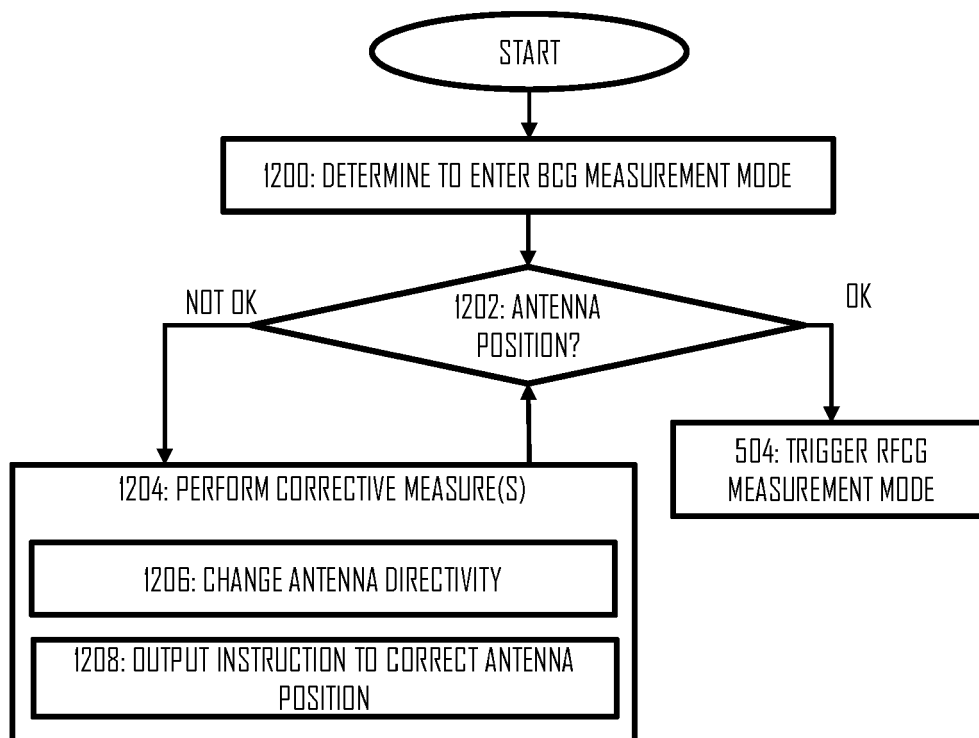 START
1200: DETERMINE TO ENTER BCG MEASUREMENT MODE
NOT OK
OK
1202: ANTENNA
POSITION?
504: TRIGGER RFCG
MEASUREMENT MODE
1204: PERFORM CORRECTIVE MEASURE(S)
1206: CHANGE ANTENNA DIRECTIVITY
1208: OUTPUT INSTRUCTION TO CORRECT ANTENNA
POSITION